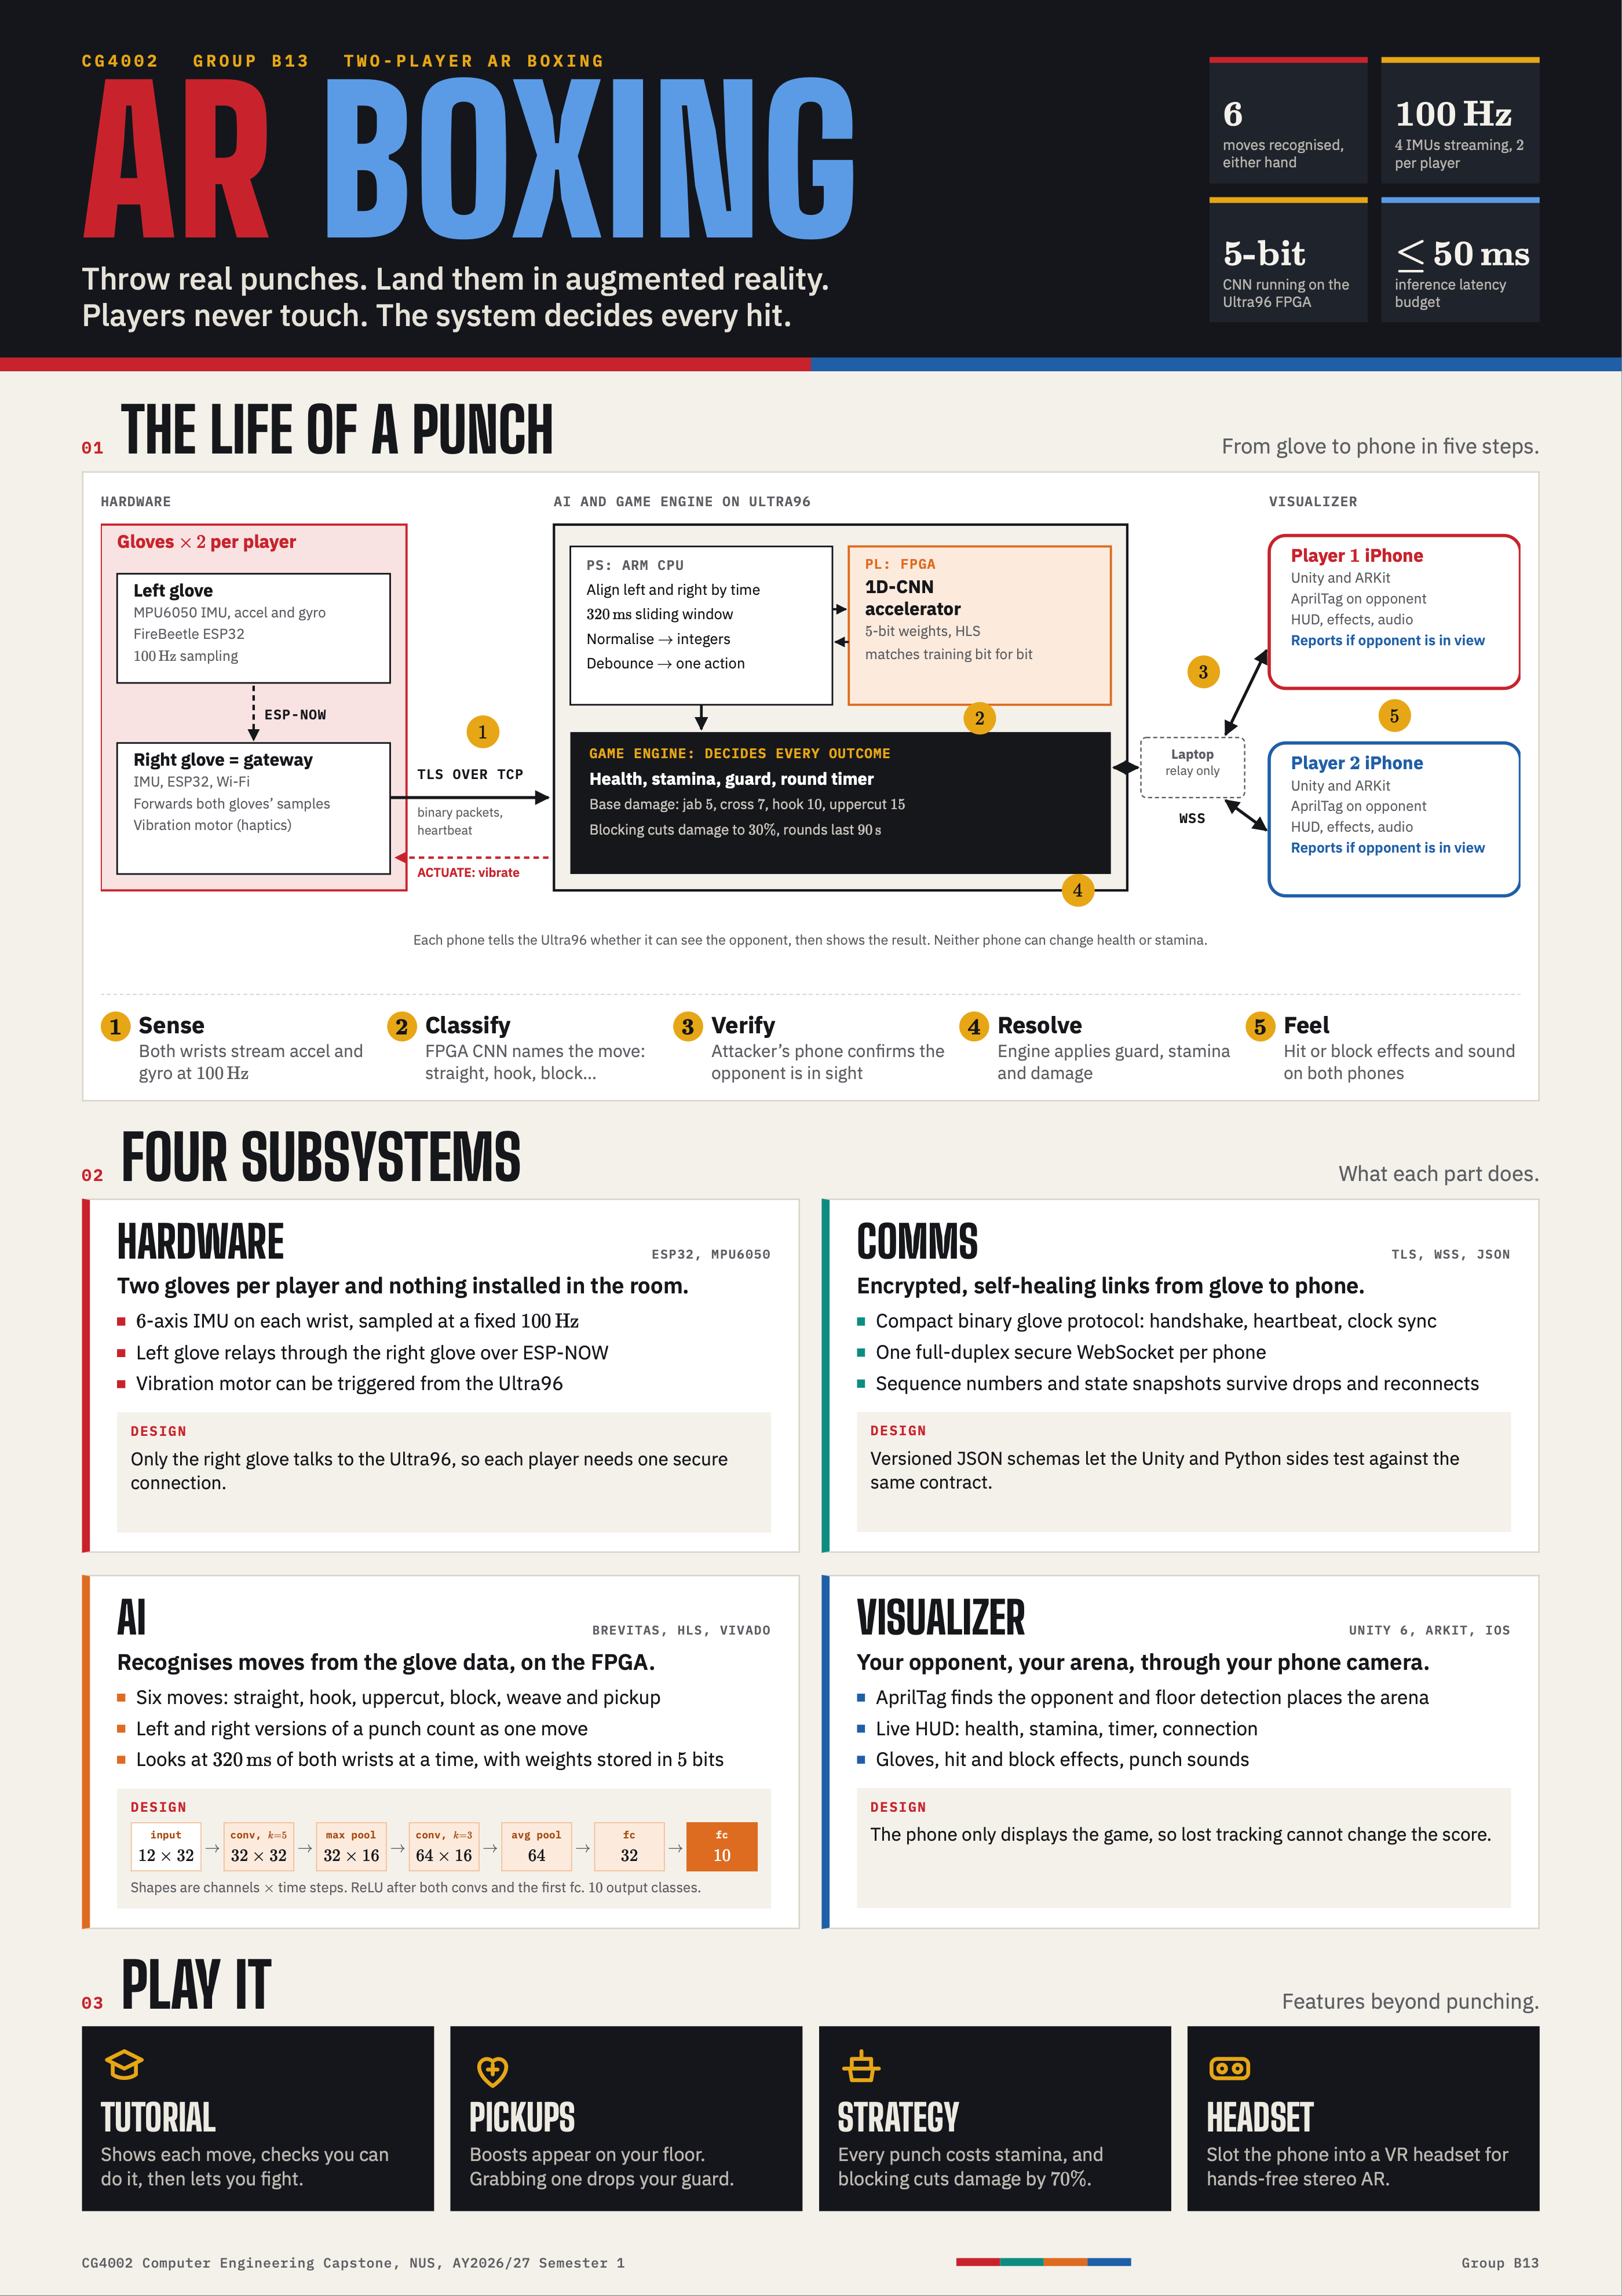 CG4002 GROUP B13 TWO-PLAYER AR BOXING
AR BOXING
Throw real punches. Land them in augmented reality.
Players never touch. The system decides every hit.
6
moves recognised,
either hand
100 Hz
4 IMUs streaming, 2
per player
5-bit
CNN running on the
Ultra96 FPGA
≤ 50 ms
inference latency
budget
01 THE LIFE OF A PUNCH
From glove to phone in five steps.
HARDWARE
Gloves × 2 per player
Left glove
MPU6050 IMU, accel and gyro
FireBeetle ESP32
100 Hz sampling
ESP-NOW
Right glove = gateway
IMU, ESP32, Wi-Fi
Forwards both gloves’ samples
Vibration motor (haptics)
1
TLS OVER TCP
binary packets,
heartbeat
ACTUATE: vibrate
AI AND GAME ENGINE ON ULTRA96
PS: ARM CPU
Align left and right by time
320 ms sliding window
Normalise → integers
Debounce → one action
PL: FPGA
1D-CNN
accelerator
5-bit weights, HLS
matches training bit for bit
2
GAME ENGINE: DECIDES EVERY OUTCOME
Health, stamina, guard, round timer
Base damage: jab 5, cross 7, hook 10, uppercut 15
Blocking cuts damage to 30%, rounds last 90 s
4
3
Laptop
relay only
WSS
VISUALIZER
Player 1 iPhone
Unity and ARKit
AprilTag on opponent
HUD, effects, audio
Reports if opponent is in view
5
Player 2 iPhone
Unity and ARKit
AprilTag on opponent
HUD, effects, audio
Reports if opponent is in view
Each phone tells the Ultra96 whether it can see the opponent, then shows the result. Neither phone can change health or stamina.
1 Sense
Both wrists stream accel and
gyro at 100 Hz
2 Classify
FPGA CNN names the move:
straight, hook, block...
3 Verify
Attacker’s phone confirms the
opponent is in sight
4 Resolve
Engine applies guard, stamina
and damage
5 Feel
Hit or block effects and sound
on both phones
02 FOUR SUBSYSTEMS
What each part does.
HARDWARE
ESP32, MPU6050
Two gloves per player and nothing installed in the room.
6-axis IMU on each wrist, sampled at a fixed 100 Hz
Left glove relays through the right glove over ESP-NOW
Vibration motor can be triggered from the Ultra96
DESIGN
Only the right glove talks to the Ultra96, so each player needs one secure
connection.
COMMS
TLS, WSS, JSON
Encrypted, self-healing links from glove to phone.
Compact binary glove protocol: handshake, heartbeat, clock sync
One full-duplex secure WebSocket per phone
Sequence numbers and state snapshots survive drops and reconnects
DESIGN
Versioned JSON schemas let the Unity and Python sides test against the
same contract.
AI
BREVITAS, HLS, VIVADO
Recognises moves from the glove data, on the FPGA.
Six moves: straight, hook, uppercut, block, weave and pickup
Left and right versions of a punch count as one move
Looks at 320 ms of both wrists at a time, with weights stored in 5 bits
DESIGN
input
12 × 32
→
conv, k=5
32 × 32
→
max pool
32 × 16
→
conv, k=3
64 × 16
→
avg pool
64
→
fc
32
→
fc
10
Shapes are channels × time steps. ReLU after both convs and the first fc. 10 output classes.
VISUALIZER
UNITY 6, ARKIT, IOS
Your opponent, your arena, through your phone camera.
AprilTag finds the opponent and floor detection places the arena
Live HUD: health, stamina, timer, connection
Gloves, hit and block effects, punch sounds
DESIGN
The phone only displays the game, so lost tracking cannot change the score.
03 PLAY IT
Features beyond punching.
TUTORIAL
Shows each move, checks you can
do it, then lets you fight.
PICKUPS
Boosts appear on your floor.
Grabbing one drops your guard.
STRATEGY
Every punch costs stamina, and
blocking cuts damage by 70%.
HEADSET
Slot the phone into a VR headset for
hands-free stereo AR.
CG4002 Computer Engineering Capstone, NUS, AY2026/27 Semester 1
Group B13